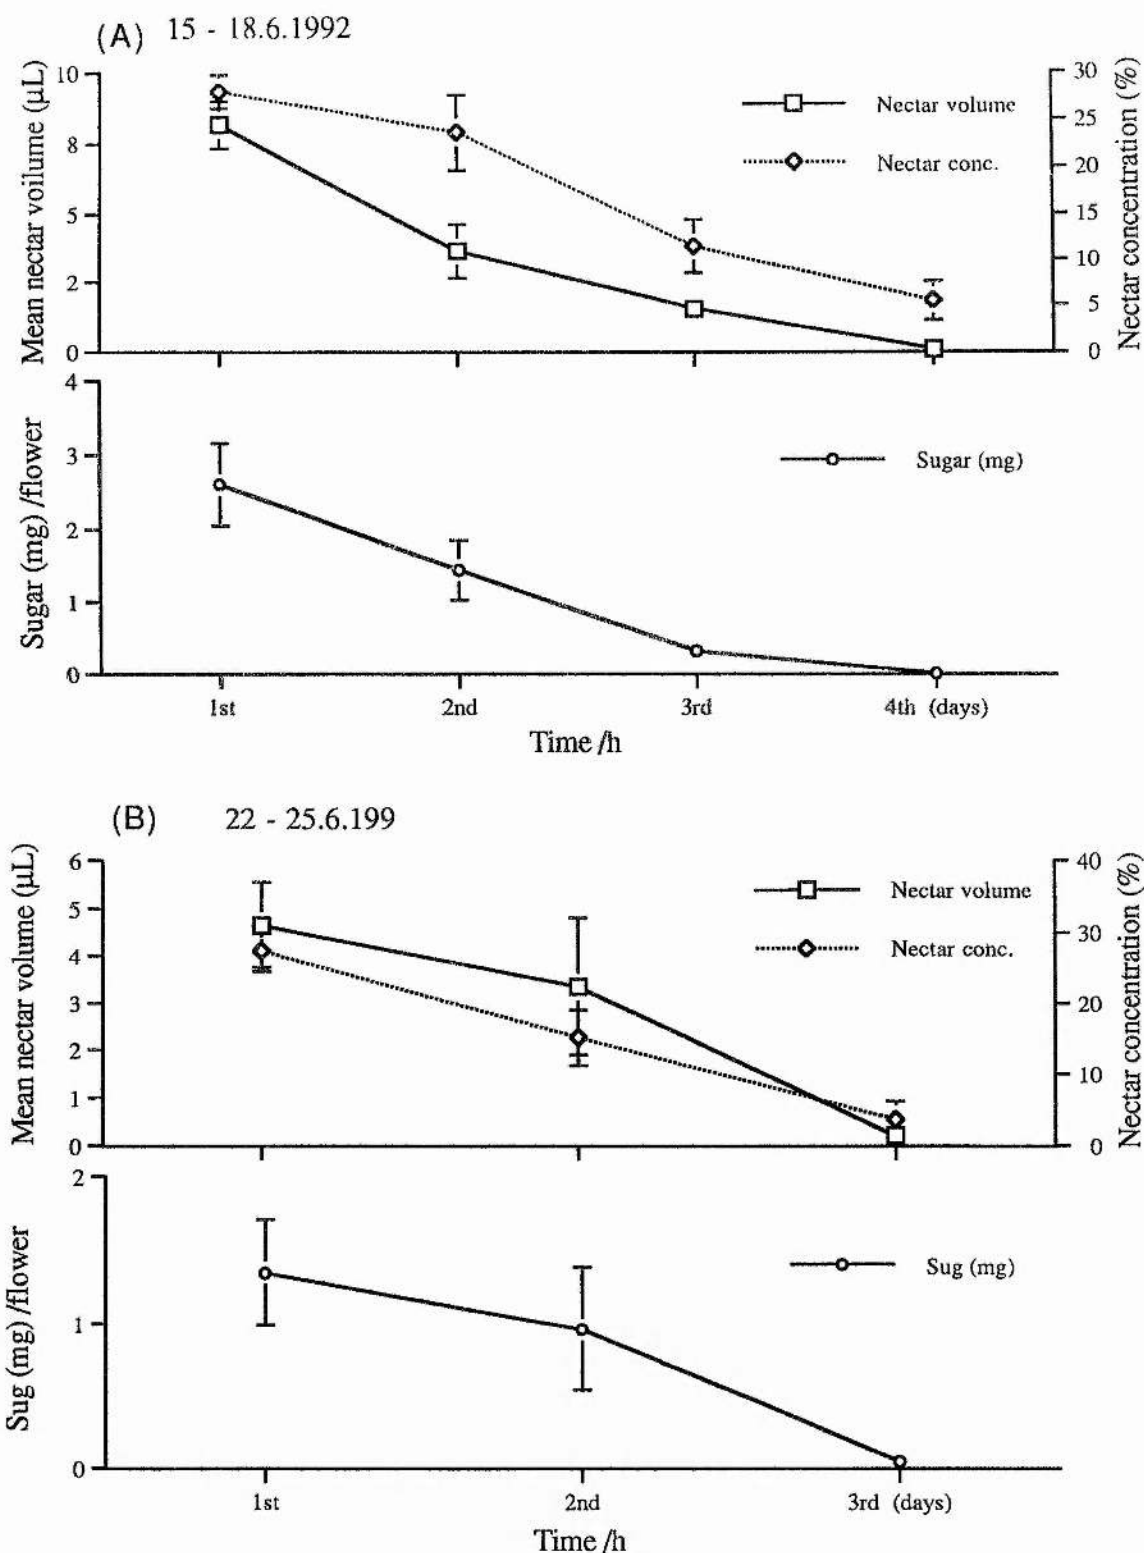 (A) 15 - 18.6.1992
Mean nectar voilume (µL)
10
8
5
2
0
Nectar volume
Nectar conc.
30
25
20
15
10
5
0
Nectar concentration (%)
Sugar (mg) /flower
4
3
2
1
0
Sugar (mg)
1st 2nd 3rd 4th (days)
Time /h
(B) 22 - 25.6.199
Mean nectar volume (µL)
6
5
4
3
2
1
0
Nectar volume
Nectar conc.
40
30
20
10
0
Nectar concentration (%)
Sug (mg) /flower
2
1
0
Sug (mg)
1st 2nd 3rd (days)
Time /h